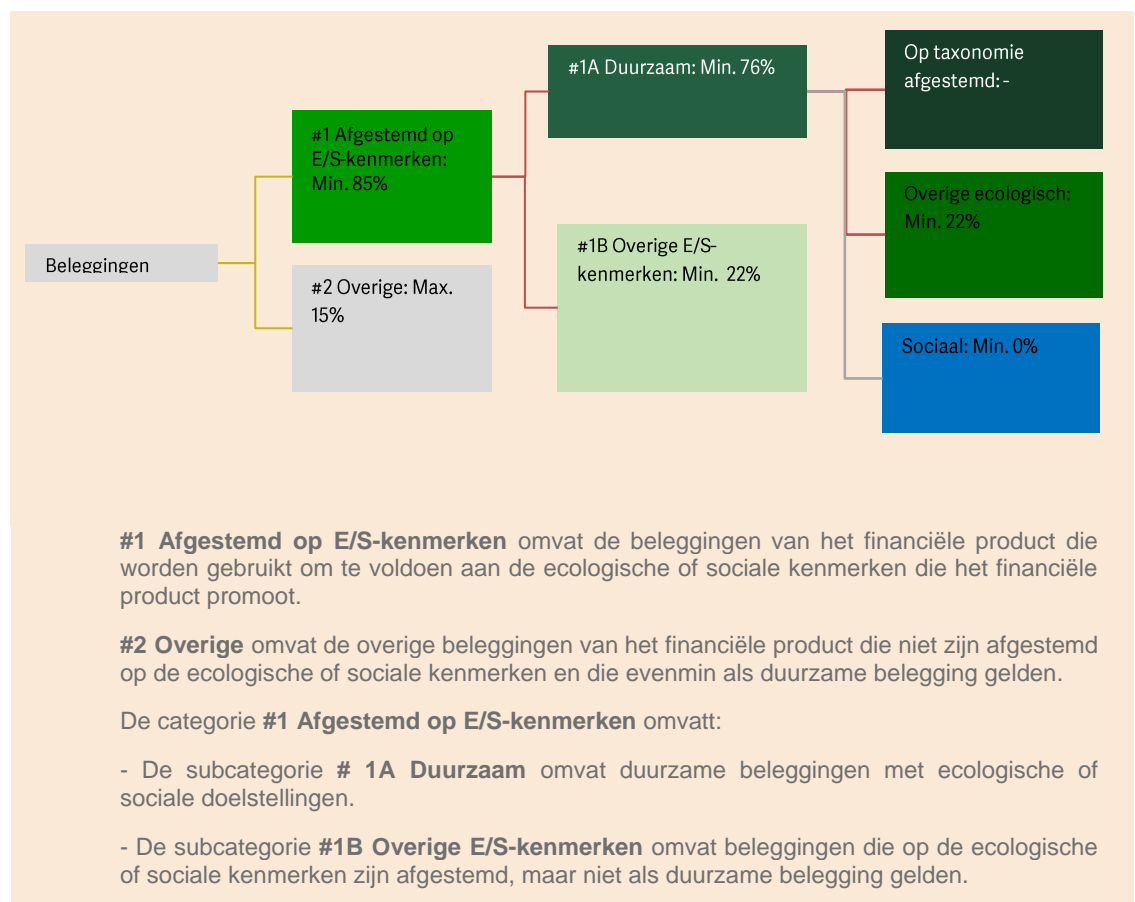 Beleggingen
#1 Afgestemd op
E/S-kenmerken:
Min. 85%
#2 Overige: Max.
15%
#1A Duurzaam: Min. 76%
#1B Overige E/S-
kenmerken: Min. 22%
Op taxonomie
afgestemd: -
Overige ecologisch:
Min. 22%
Sociaal: Min. 0%
#1 Afgestemd op E/S-kenmerken omvat de beleggingen van het financiële product die
worden gebruikt om te voldoen aan de ecologische of sociale kenmerken die het financiële
product promoot.
#2 Overige omvat de overige beleggingen van het financiële product die niet zijn afgestemd
op de ecologische of sociale kenmerken en die evenmin als duurzame belegging gelden.
De categorie #1 Afgestemd op E/S-kenmerken omvatt:
- De subcategorie # 1A Duurzaam omvat duurzame beleggingen met ecologische of
sociale doelstellingen.
- De subcategorie #1B Overige E/S-kenmerken omvat beleggingen die op de ecologische
of sociale kenmerken zijn afgestemd, maar niet als duurzame belegging gelden.